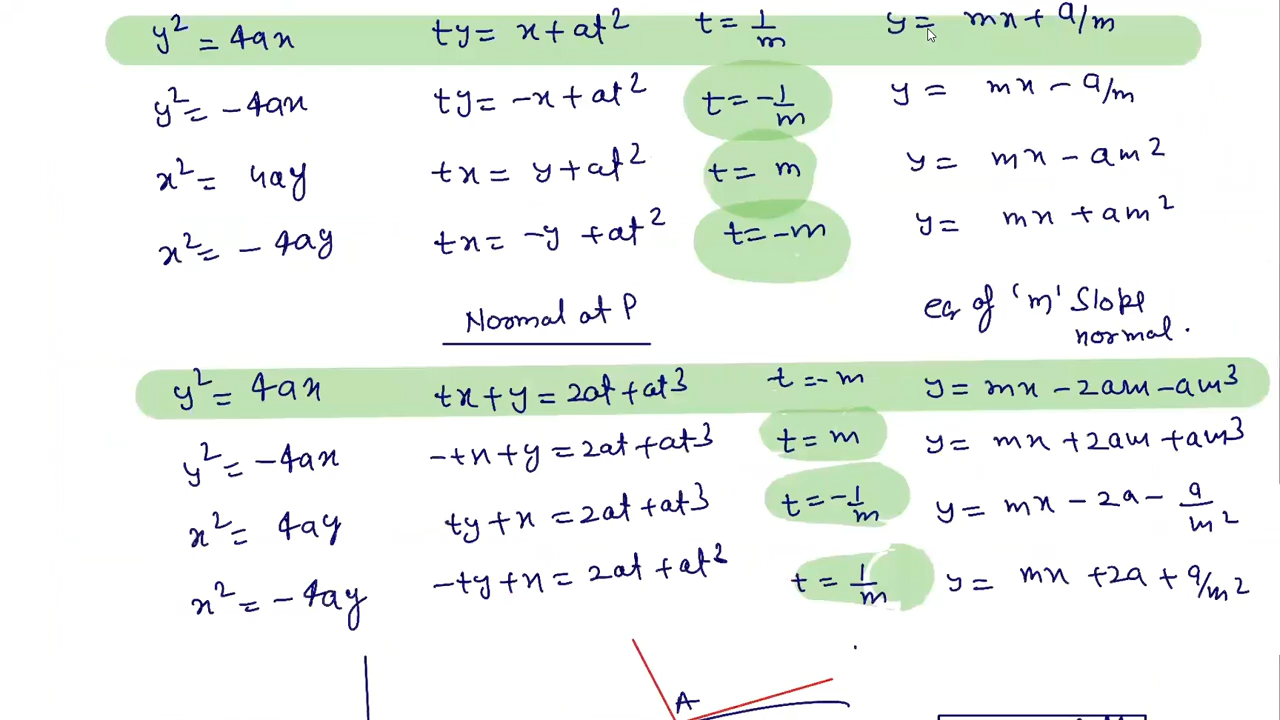 y² = 4ax ty = x + at² t = 1/m y = mx + a/m
y² = -4ax ty = -x + at² t = -1/m y = mx - a/m
x² = 4ay tx = y + at² t = m y = mx - am²
x² = -4ay tx = -y + at² t = -m y = mx + am²
Normal at P eq of 'm' Slope
normal.
y² = 4ax tx + y = 2at + at³ t = -m y = mx - 2am - am³
y² = -4ax -tx + y = 2at + at³ t = m y = mx + 2am + am³
x² = 4ay ty + x = 2at + at³ t = -1/m y = mx - 2a - a/m²
x² = -4ay -ty + x = 2at + at² t = 1/m y = mx + 2a + a/m²
A